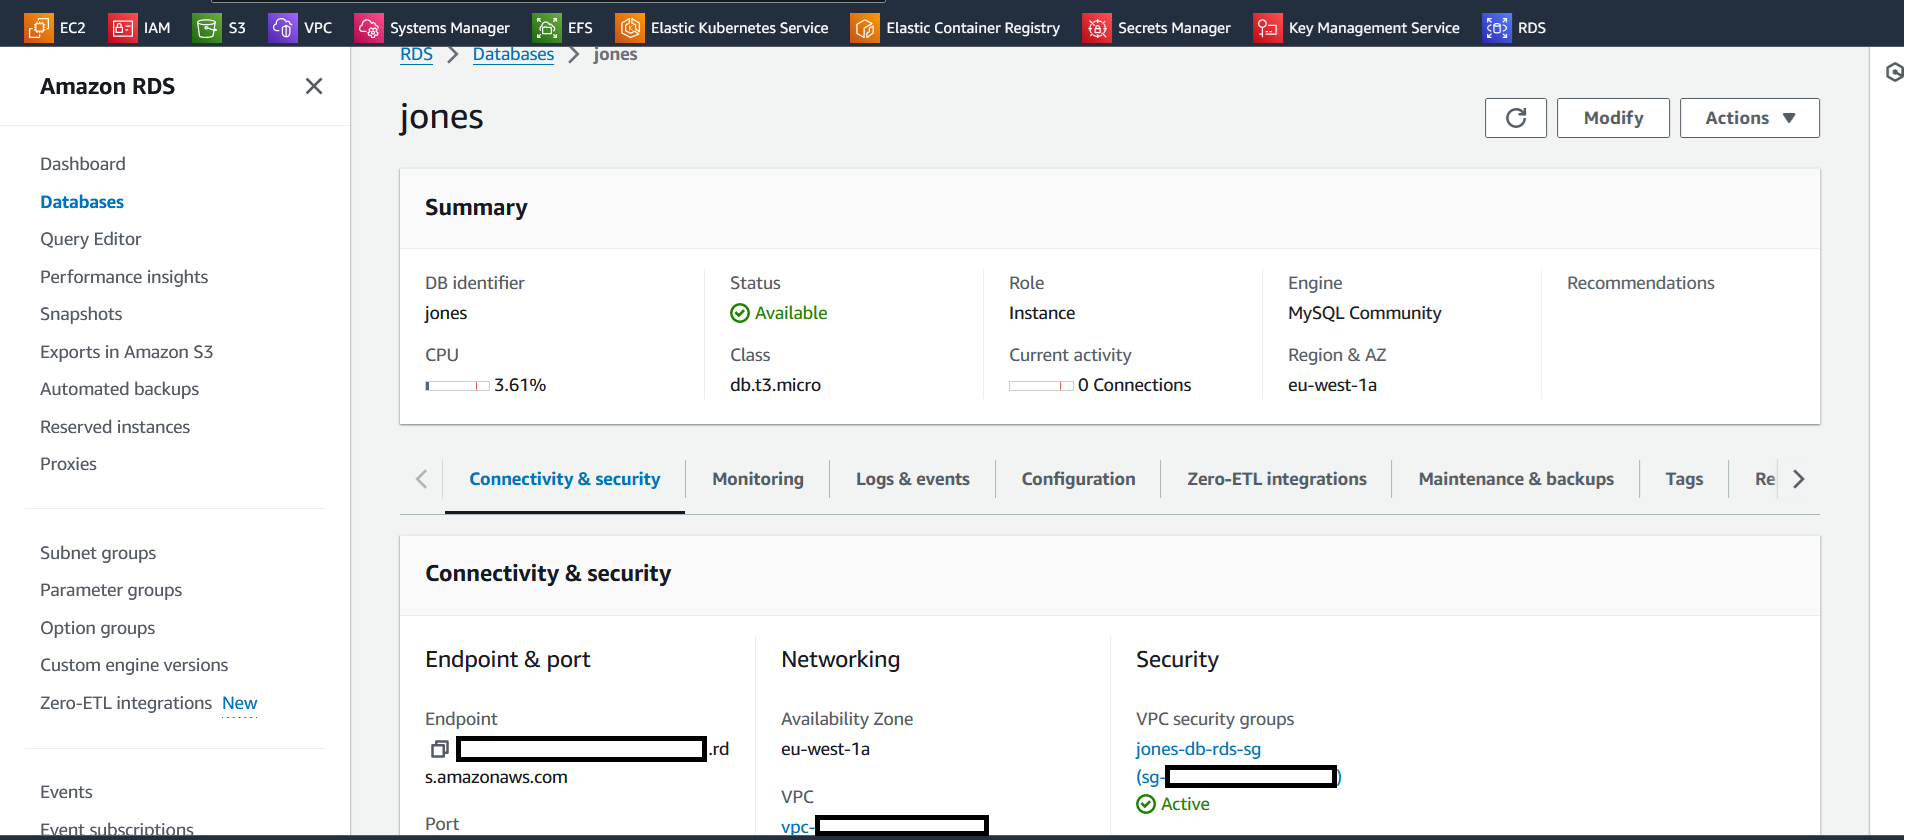 EC2 IAM S3 VPC Systems Manager EFS Elastic Kubernetes Service Elastic Container Registry Secrets Manager Key Management Service RDS
RDS Databases jones
Amazon RDS
Dashboard
Databases
Query Editor
Performance insights
Snapshots
Exports in Amazon S3
Automated backups
Reserved instances
Proxies
Subnet groups
Parameter groups
Option groups
Custom engine versions
Zero-ETL integrations New
Events
Event subscriptions
jones
Modify
Actions
Summary
DB identifier
jones
CPU
3.61%
Status
Available
Class
db.t3.micro
Role
Instance
Current activity
0 Connections
Engine
MySQL Community
Region & AZ
eu-west-1a
Recommendations
Connectivity & security Monitoring Logs & events Configuration Zero-ETL integrations Maintenance & backups Tags Re
Connectivity & security
Endpoint & port
Endpoint
.rd
s.amazonaws.com
Port
Networking
Availability Zone
eu-west-1a
VPC
vpc-
Security
VPC security groups
jones-db-rds-sg
(sg- )
Active